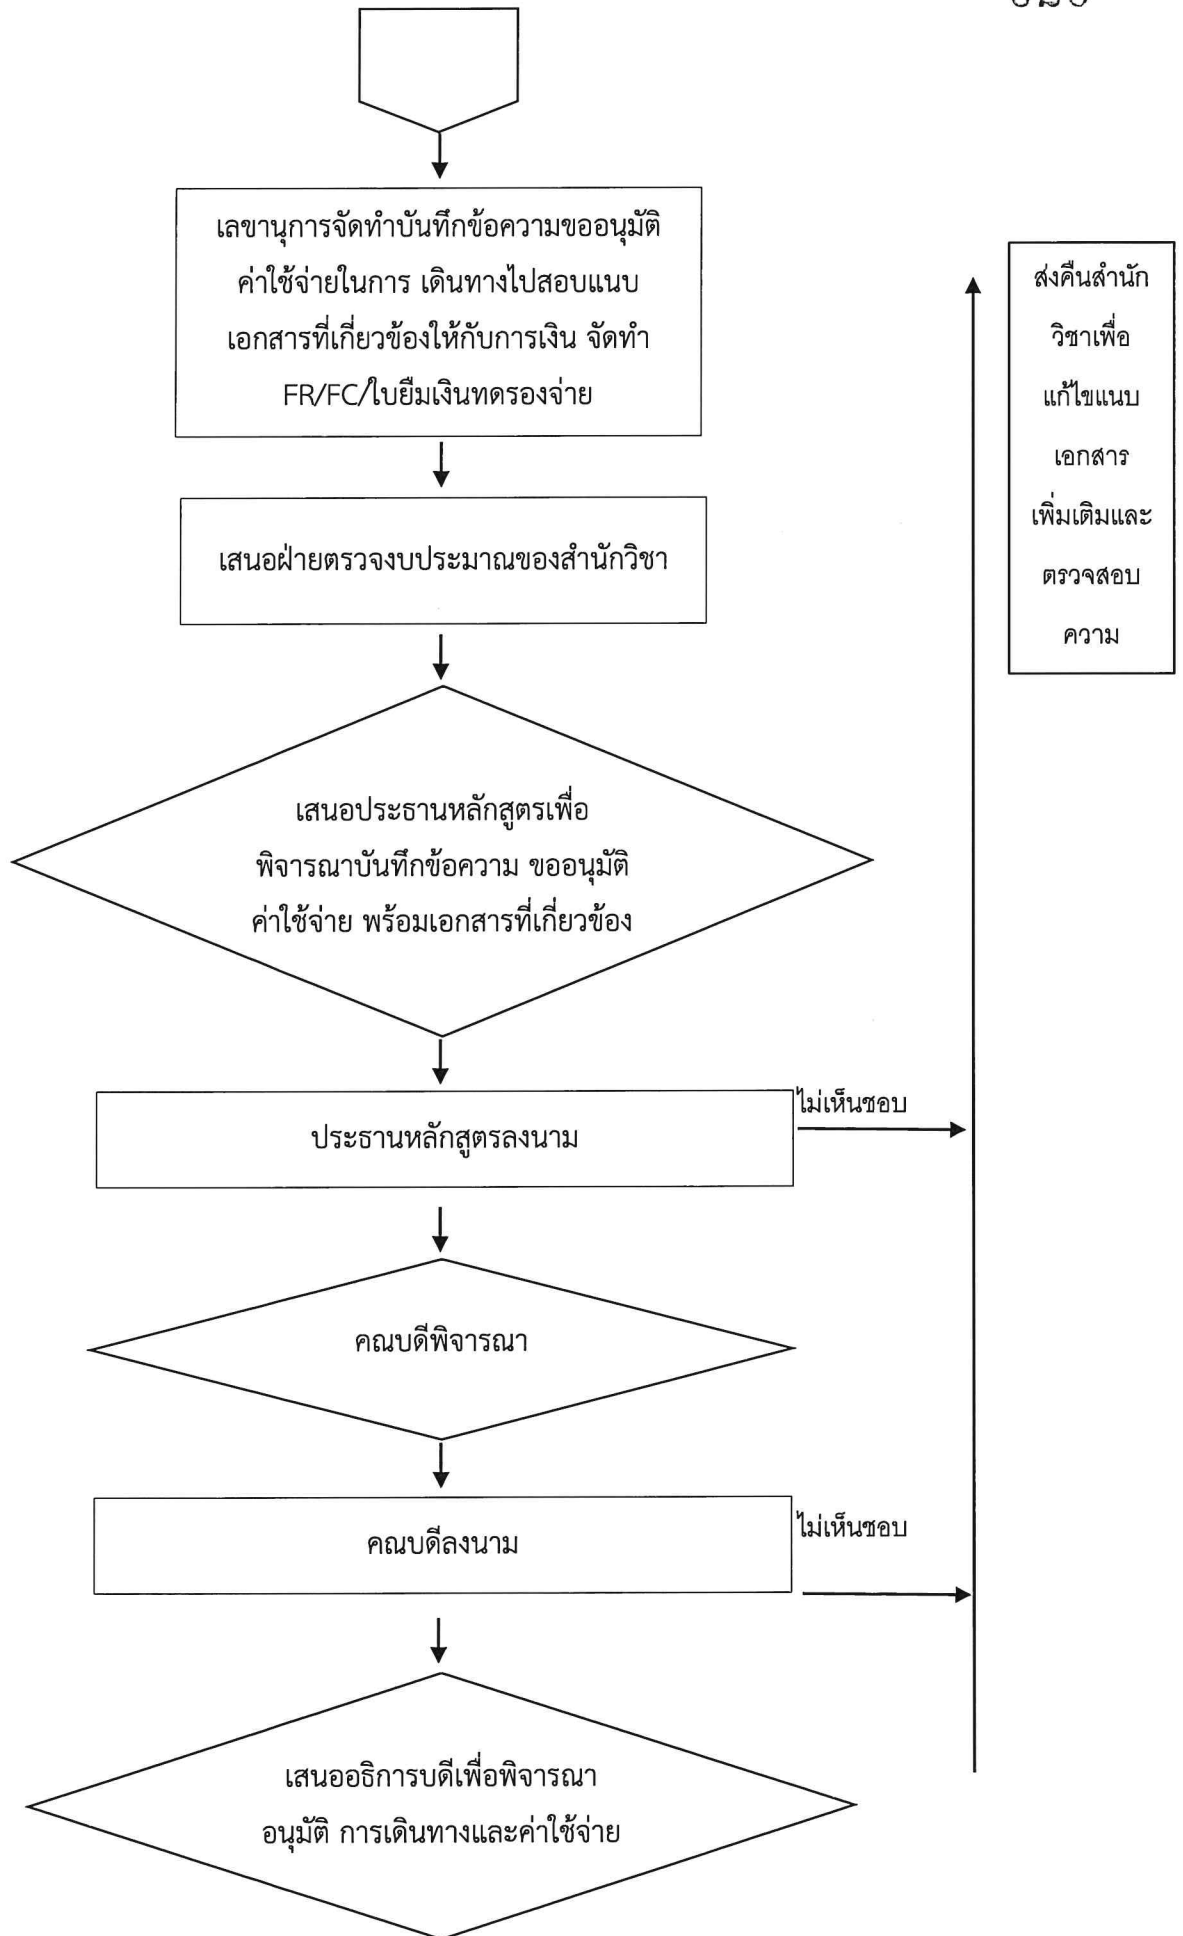 เลขานุการจัดทำบันทึกข้อความขออนุมัติ
ค่าใช้จ่ายในการ เดินทางไปสอบแนบ
เอกสารที่เกี่ยวข้องให้กับการเงิน จัดทำ
FR/FC/ใบยืมเงินทดรองจ่าย
ส่งคืนสำนัก
วิชาเพื่อ
แก้ไขแนบ
เอกสาร
เพิ่มเติมและ
ตรวจสอบ
ความ
เสนอฝ่ายตรวจงบประมาณของสำนักวิชา
เสนอประธานหลักสูตรเพื่อ
พิจารณาบันทึกข้อความ ขออนุมัติ
ค่าใช้จ่าย พร้อมเอกสารที่เกี่ยวข้อง
ประธานหลักสูตรลงนาม
ไม่เห็นชอบ
คณบดีพิจารณา
คณบดีลงนาม
ไม่เห็นชอบ
เสนออธิการบดีเพื่อพิจารณา
อนุมัติ การเดินทางและค่าใช้จ่าย